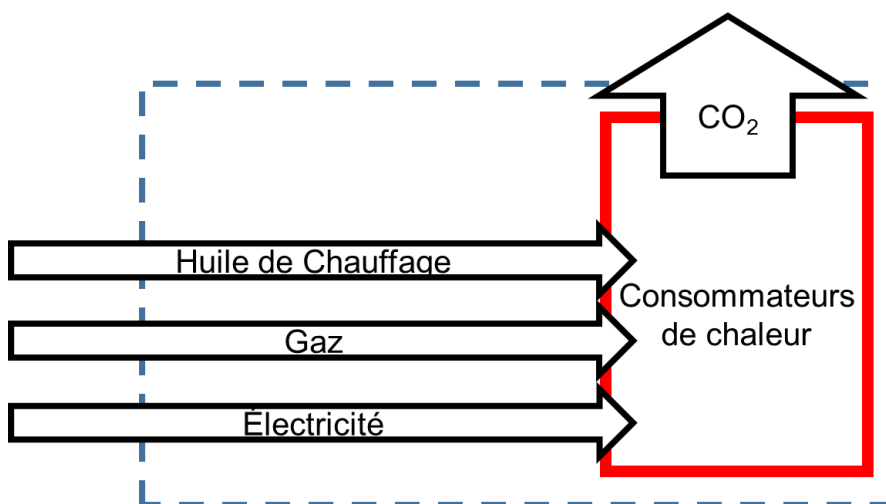 CO₂
Huile de Chauffage
Consommateurs
de chaleur
Gaz
Électricité